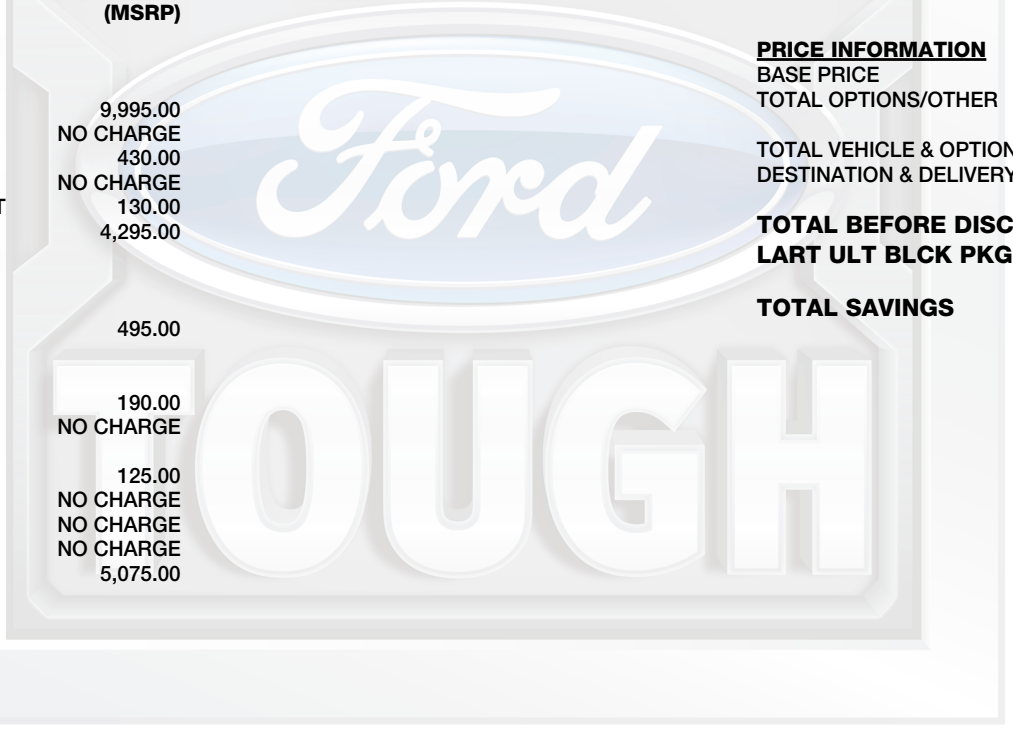 (MSRP)
9,995.00
NO CHARGE
430.00
NO CHARGE
T 130.00
4,295.00
495.00
190.00
NO CHARGE
125.00
NO CHARGE
NO CHARGE
NO CHARGE
5,075.00
Ford
TOUGH
PRICE INFORMATION
BASE PRICE
TOTAL OPTIONS/OTHER
TOTAL VEHICLE & OPTION
DESTINATION & DELIVERY
TOTAL BEFORE DISC
LART ULT BLCK PKG
TOTAL SAVINGS